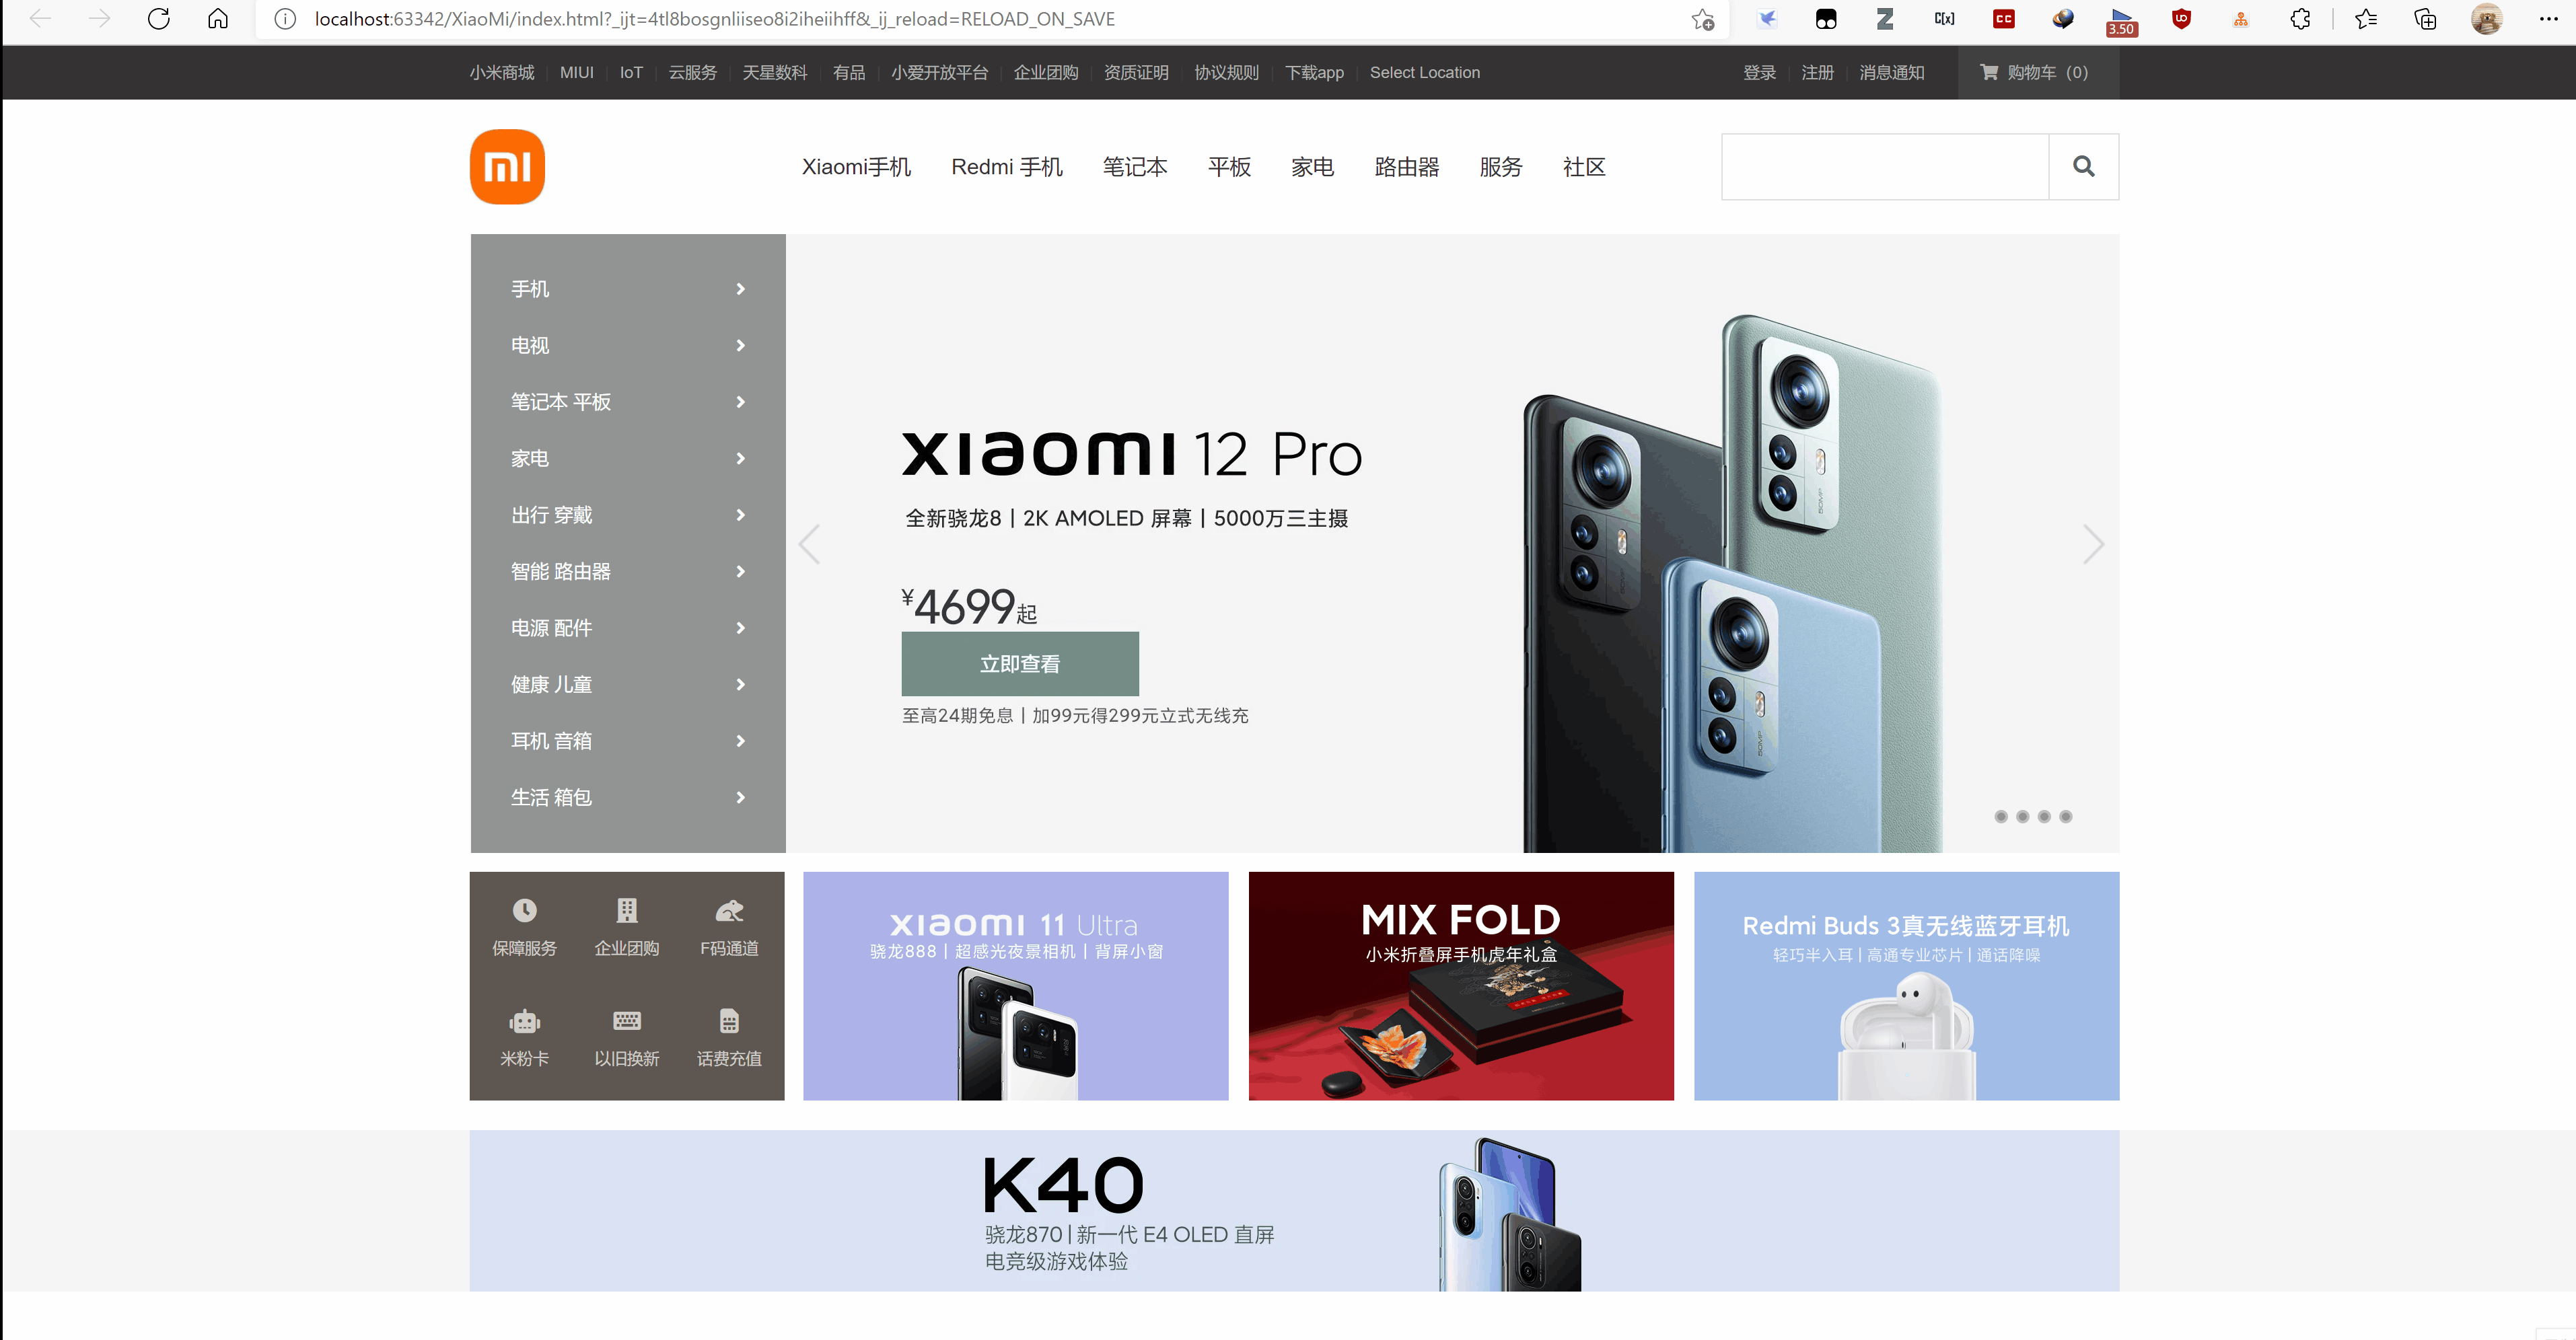 localhost:63342/XiaoMi/index.html?_ijt=4tl8bosgnliiseo8i2iheiihff&_ij_reload=RELOAD_ON_SAVE
3.50
小米商城 MIUI IoT 云服务 天星数科 有品 小爱开放平台 企业团购 资质证明 协议规则 下载app Select Location 登录 注册 消息通知 购物车（0）
mi
Xiaomi手机 Redmi 手机 笔记本 平板 家电 路由器 服务 社区
手机
电视
笔记本 平板
家电
出行 穿戴
智能 路由器
电源 配件
健康 儿童
耳机 音箱
生活 箱包
xiaomi 12 Pro
全新骁龙8 | 2K AMOLED 屏幕 | 5000万三主摄
¥4699起
立即查看
至高24期免息 | 加99元得299元立式无线充
50MP
50MP
50MP
保障服务 企业团购 F码通道
米粉卡 以旧换新 话费充值
xiaomi 11 Ultra
骁龙888 | 超感光夜景相机 | 背屏小窗
MIX FOLD
小米折叠屏手机虎年礼盒
Redmi Buds 3真无线蓝牙耳机
轻巧半入耳 | 高通专业芯片 | 通话降噪
K40
骁龙870 | 新一代 E4 OLED 直屏
电竞级游戏体验